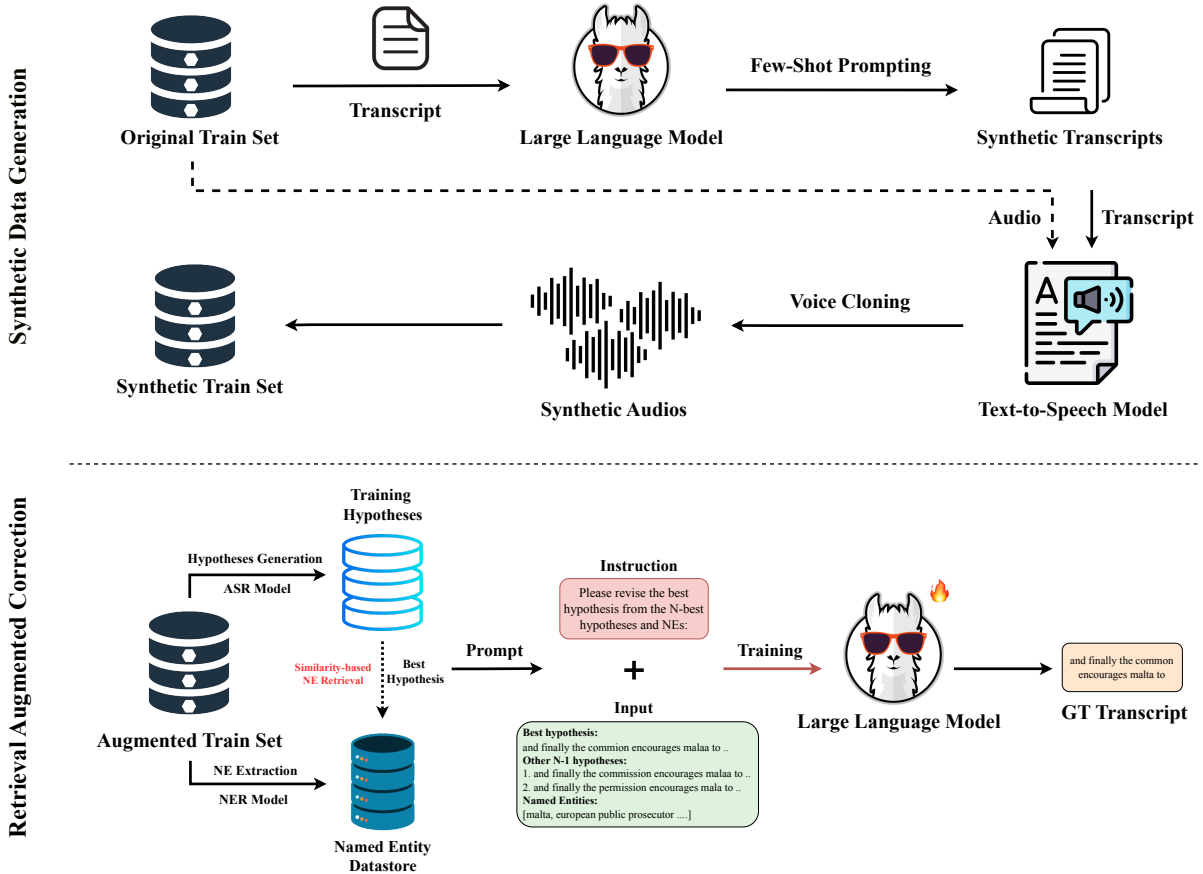 Synthetic Data Generation
Original Train Set
Transcript
Large Language Model
Few-Shot Prompting
Synthetic Transcripts
Audio
Transcript
A
Text-to-Speech Model
Voice Cloning
Synthetic Audios
Synthetic Train Set
Retrieval Augmented Correction
Augmented Train Set
Hypotheses Generation
ASR Model
Training
Hypotheses
Similarity-based
NE Retrieval
Best
Hypothesis
NE Extraction
NER Model
Named Entity
Datastore
Prompt
Instruction
Please revise the best
hypothesis from the N-best
hypotheses and NEs:
+
Input
Best hypothesis:
and finally the commion encourages malaa to ..
Other N-1 hypotheses:
1. and finally the commission encourages malaa to ..
2. and finally the permission encourages mala to ..
Named Entities:
[malta, european public prosecutor ....]
Training
Large Language Model
and finally the common
encourages malta to
GT Transcript